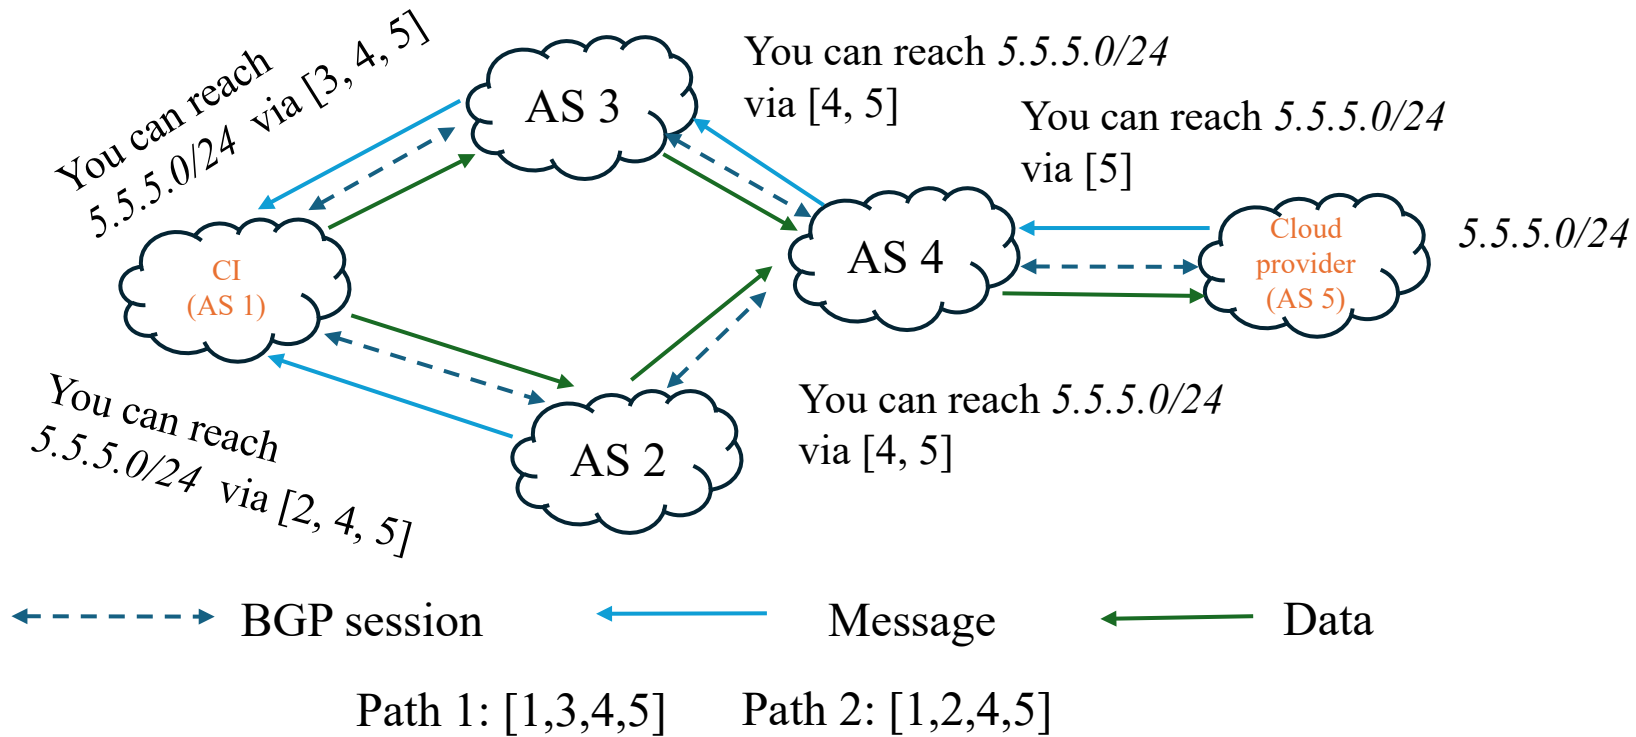 You can reach
5.5.5.0/24 via [3, 4, 5]
AS 3
You can reach 5.5.5.0/24
via [4, 5]
You can reach 5.5.5.0/24
via [5]
CI
(AS 1)
AS 4
Cloud
provider
(AS 5)
5.5.5.0/24
You can reach
5.5.5.0/24 via [2, 4, 5]
AS 2
You can reach 5.5.5.0/24
via [4, 5]
BGP session
Message
Data
Path 1: [1,3,4,5]
Path 2: [1,2,4,5]